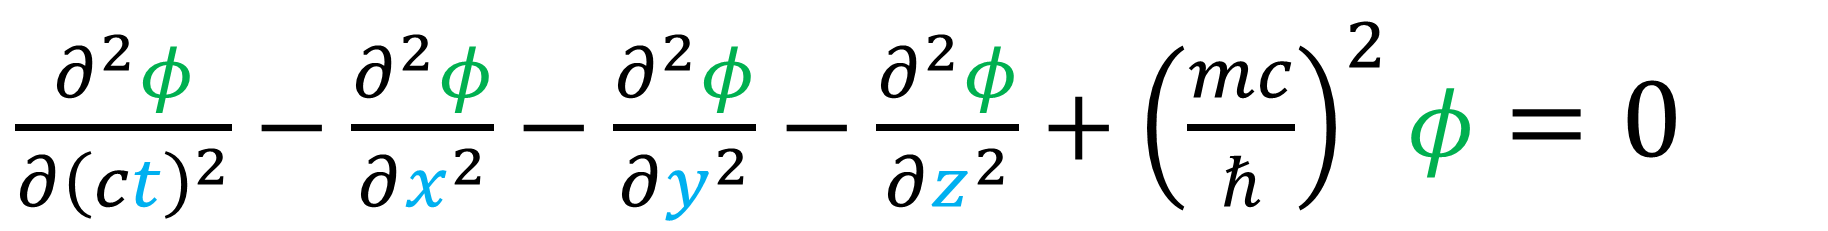 ∂²ϕ/∂(ct)² − ∂²ϕ/∂x² − ∂²ϕ/∂y² − ∂²ϕ/∂z² + (mc/ħ)² ϕ = 0